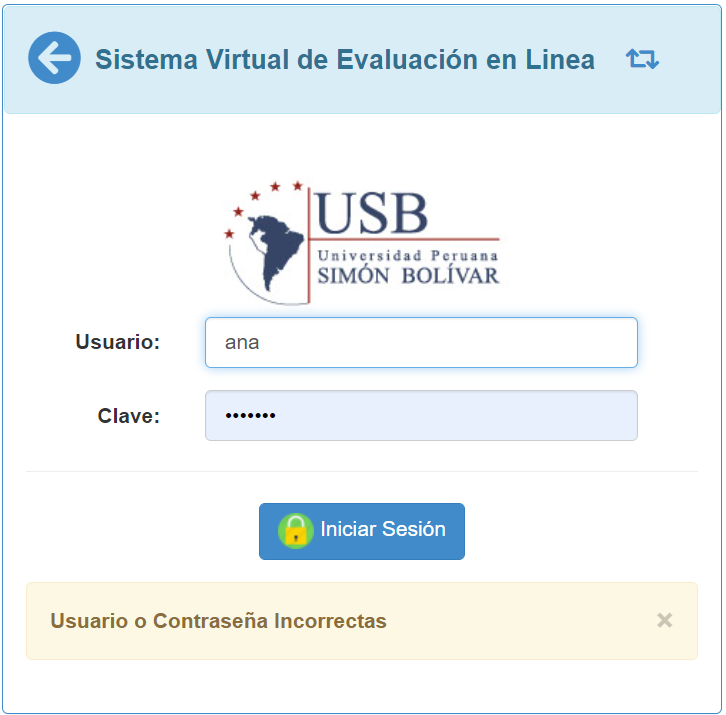 Sistema Virtual de Evaluación en Linea
USB
Universidad Peruana
SIMÓN BOLÍVAR
Usuario: ana
Clave: •••••••
Iniciar Sesión
Usuario o Contraseña Incorrectas ×